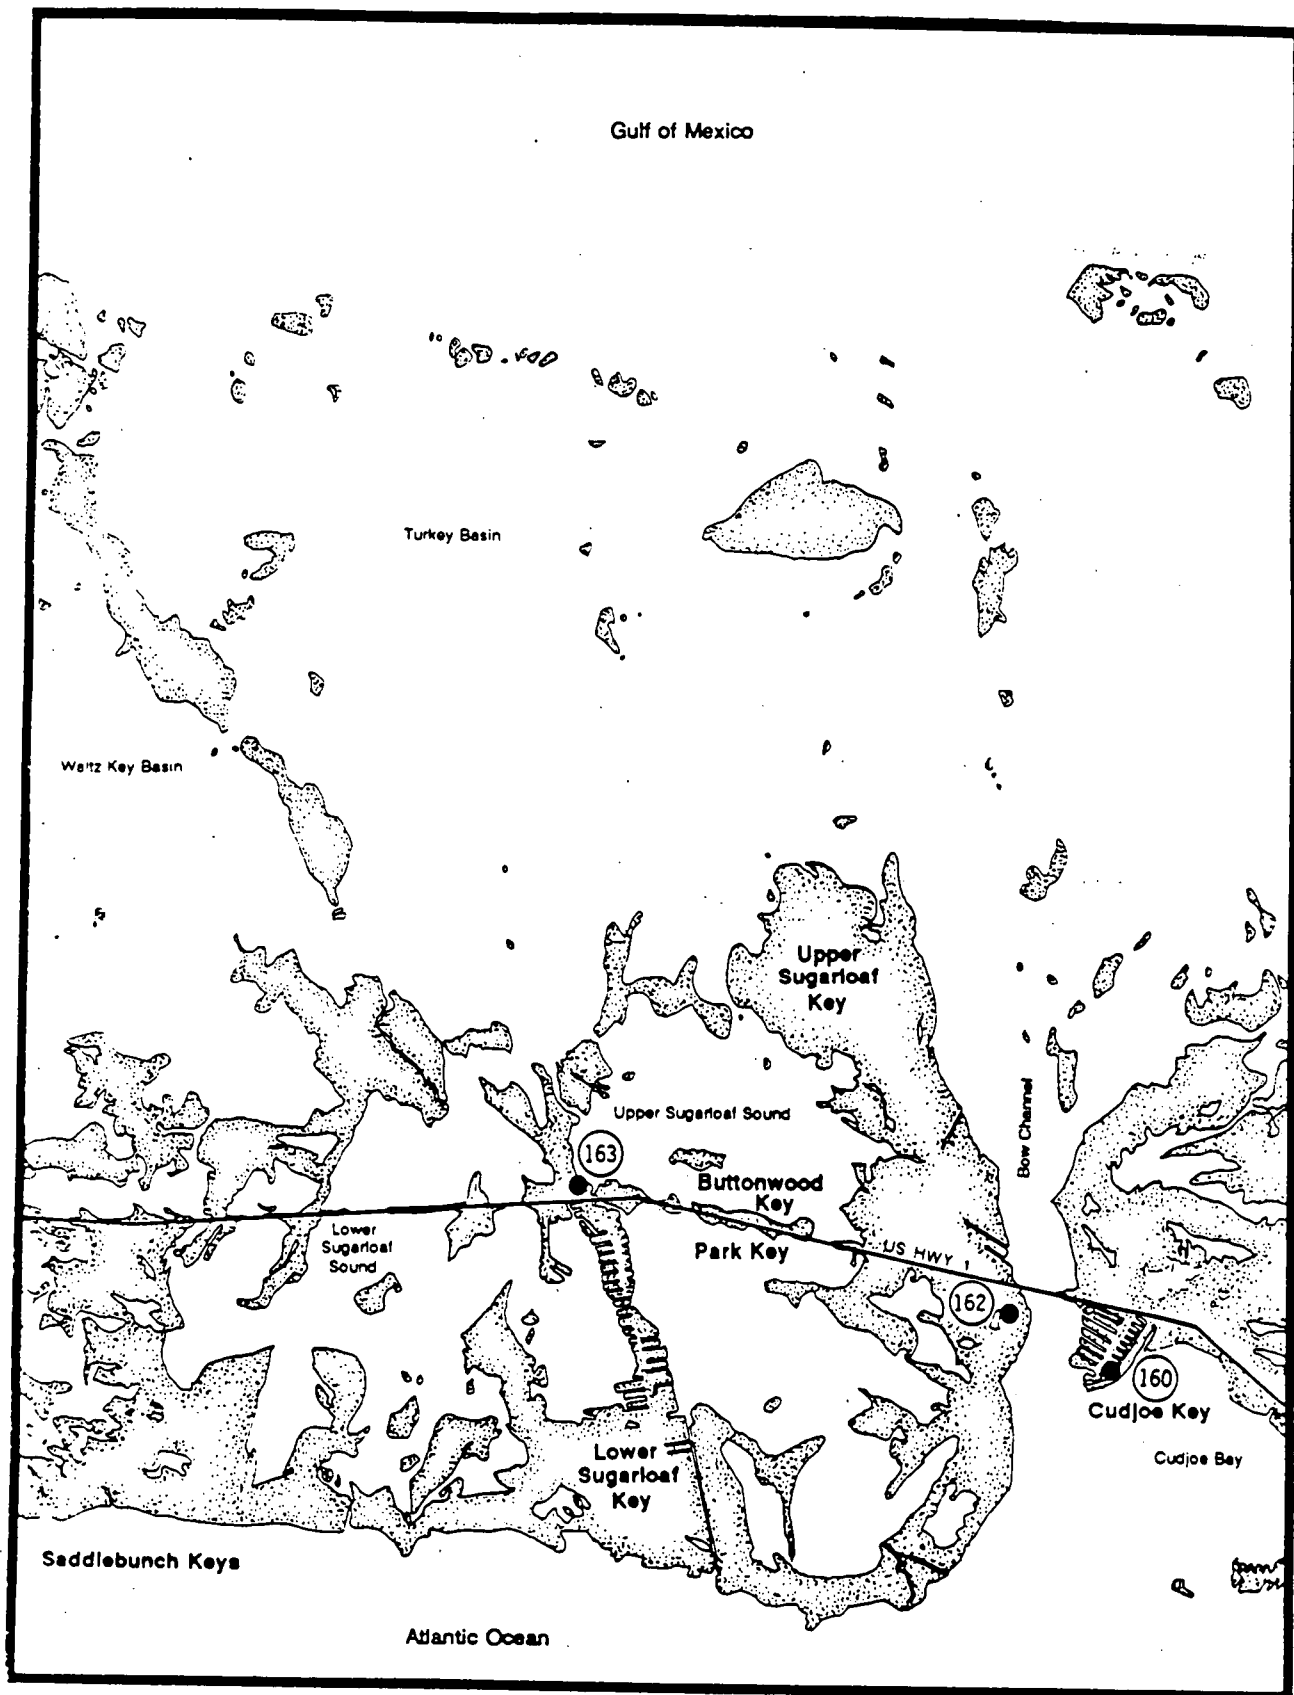 Gulf of Mexico
Turkey Basin
Waltz Key Basin
Upper
Sugarloaf
Key
Bow Channel
Upper Sugarloaf Sound
163
Buttonwood
Key
Lower
Sugarloaf
Sound
Park Key
US HWY 1
162
160
Cudjoe Key
Lower
Sugarloaf
Key
Cudjoe Bay
Saddlebunch Keys
Atlantic Ocean